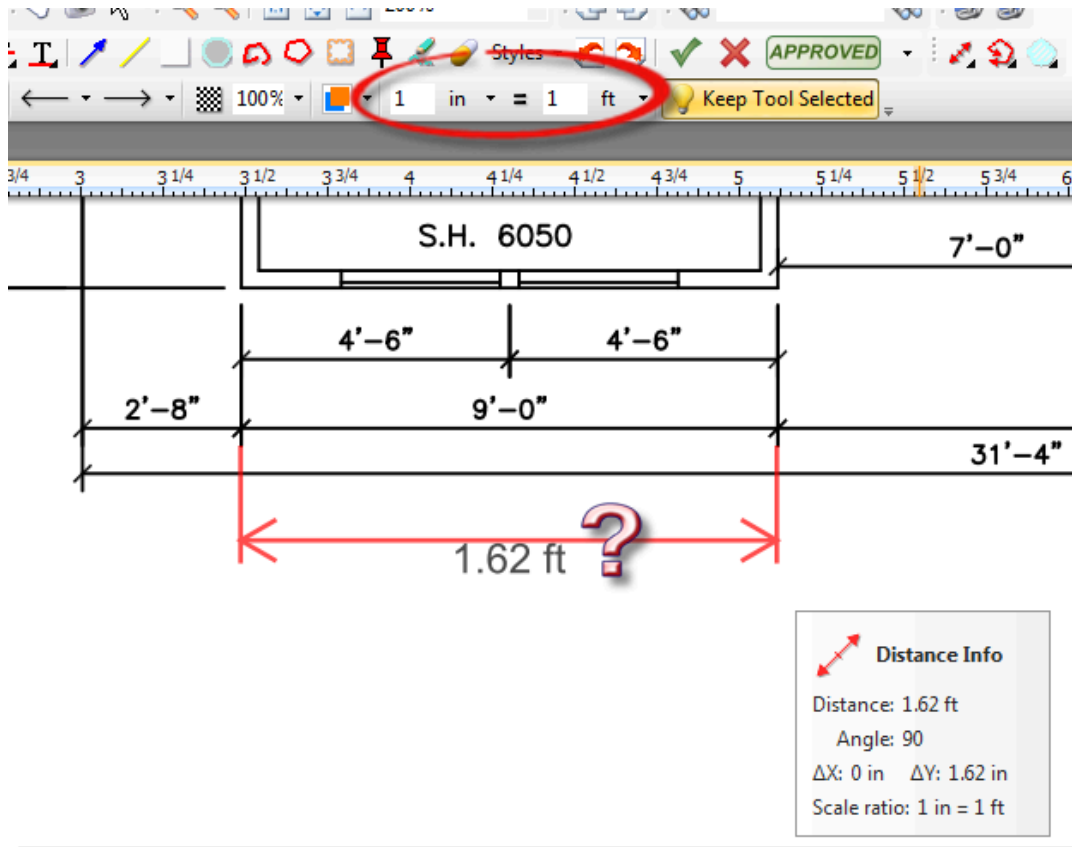 T Styles APPROVED
100% 1 in = 1 ft Keep Tool Selected
3/4 3 3 1/4 3 1/2 3 3/4 4 4 1/4 4 1/2 4 3/4 5 5 1/4 5 1/2 5 3/4 6
S.H. 6050
7'-0"
4'-6" 4'-6"
2'-8" 9'-0"
31'-4"
1.62 ft ?
Distance Info
Distance: 1.62 ft
Angle: 90
ΔX: 0 in ΔY: 1.62 in
Scale ratio: 1 in = 1 ft